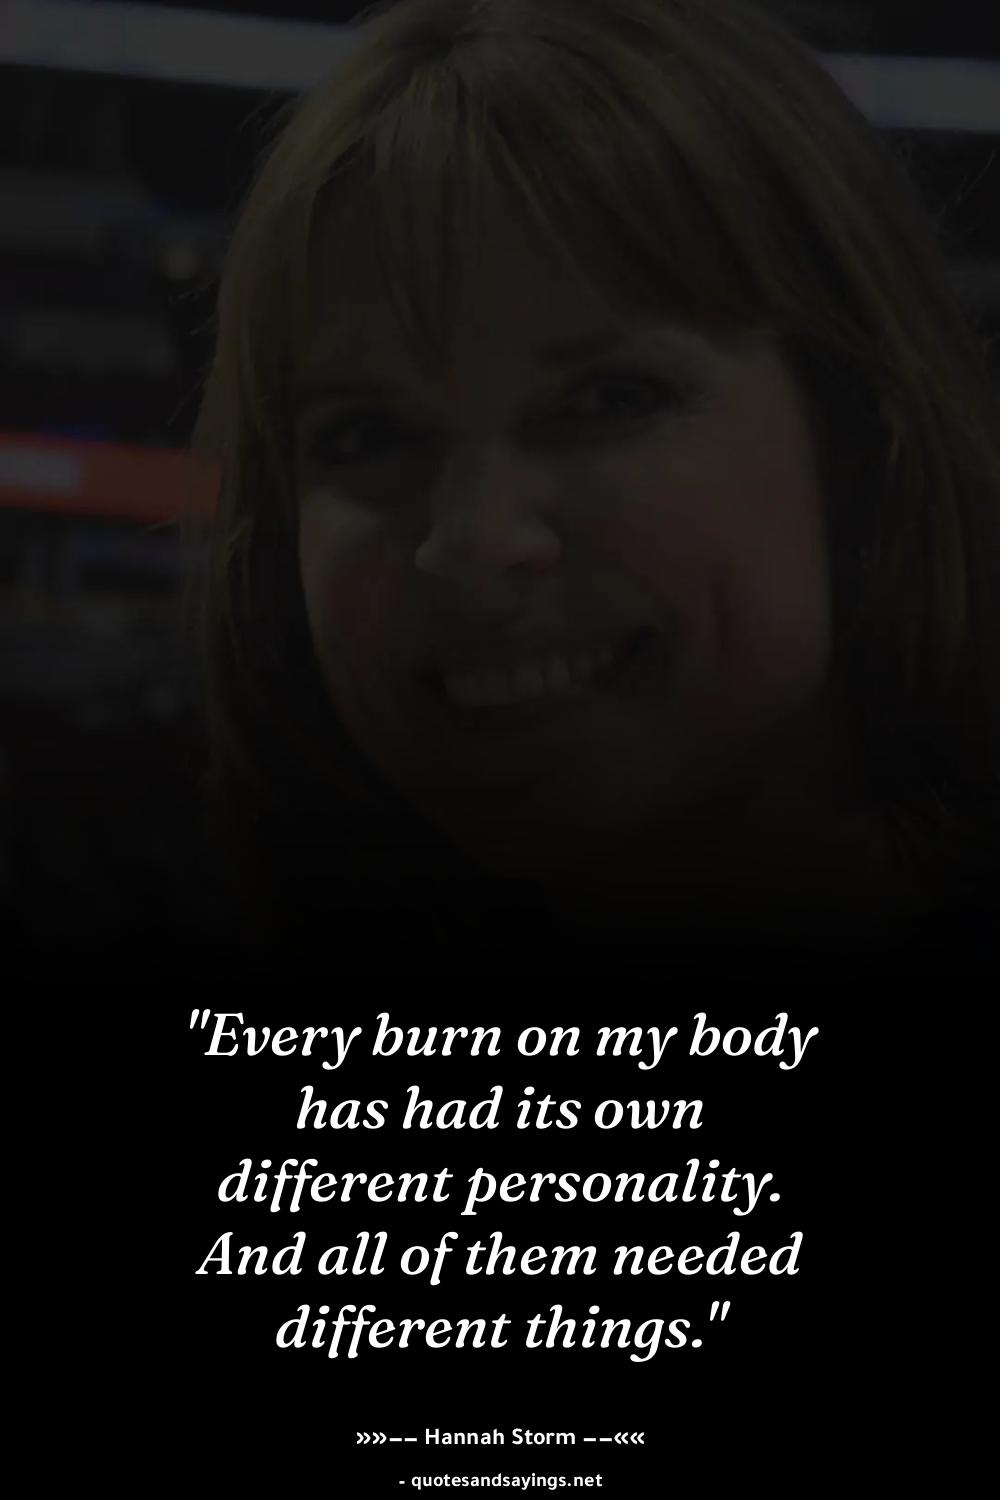 "Every burn on my body
has had its own
different personality.
And all of them needed
different things."
»»−− Hannah Storm −−««
- quotesandsayings.net